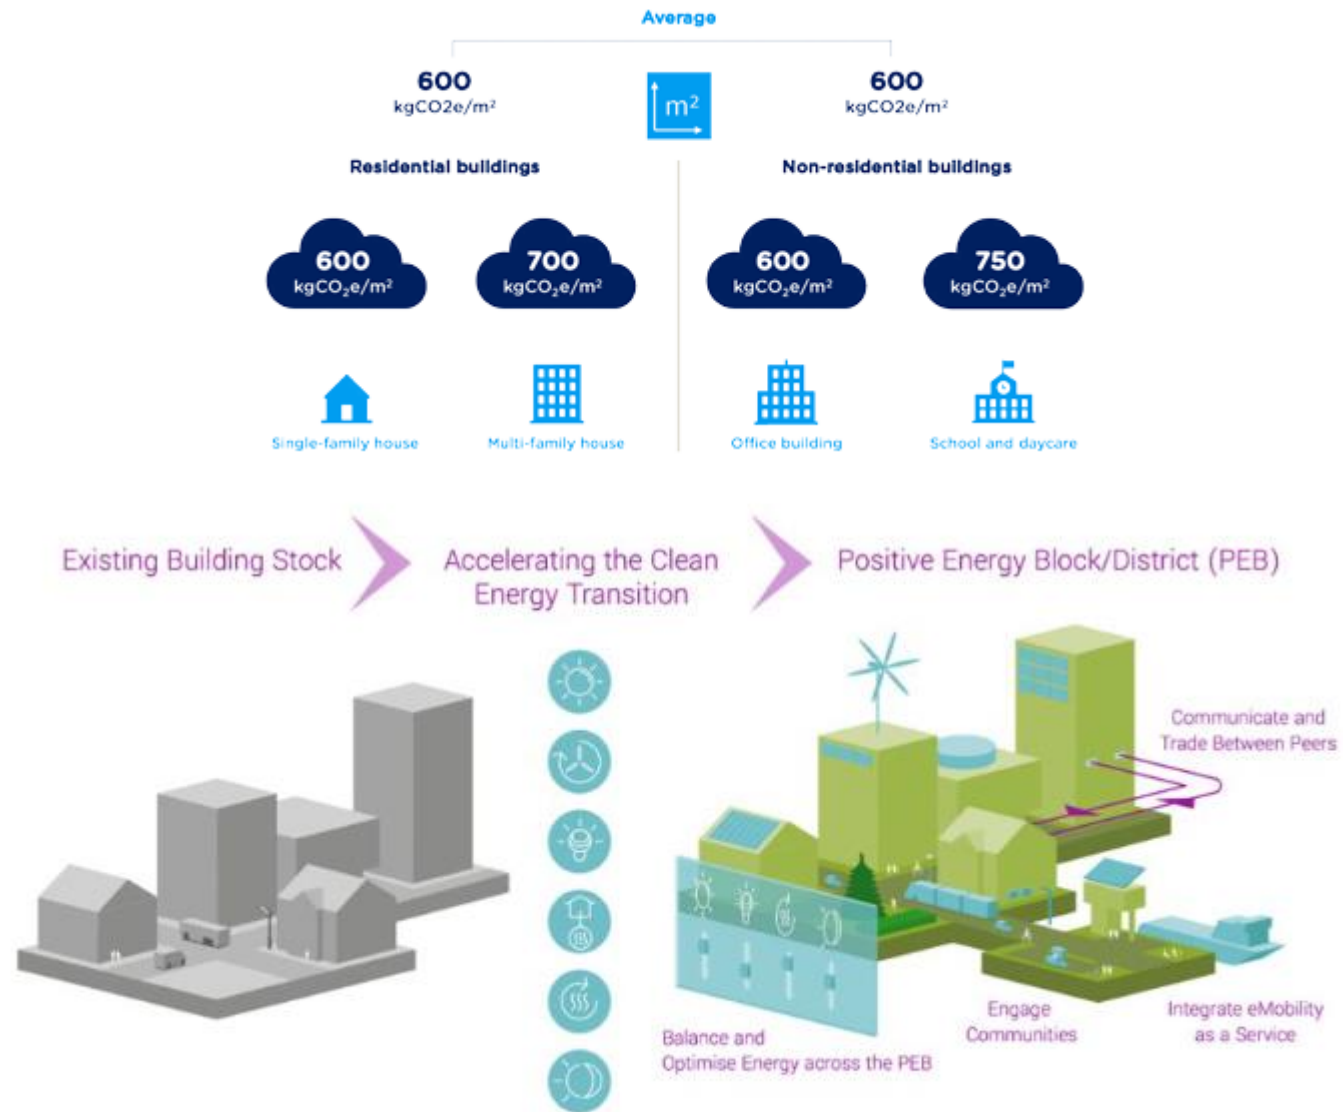 Average
600
kgCO2e/m²
m²
600
kgCO2e/m²
Residential buildings
Non-residential buildings
600
kgCO₂e/m²
700
kgCO₂e/m²
600
kgCO₂e/m²
750
kgCO₂e/m²
Single-family house
Multi-family house
Office building
School and daycare
Existing Building Stock
Accelerating the Clean
Energy Transition
Positive Energy Block/District (PEB)
Communicate and
Trade Between Peers
Balance and
Optimise Energy across the PEB
Engage
Communities
Integrate eMobility
as a Service